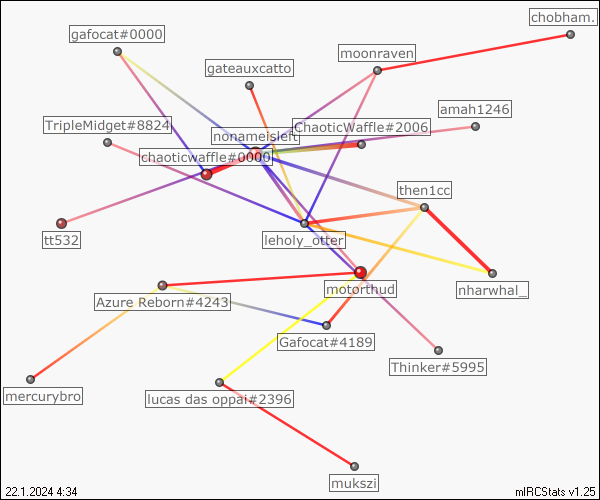 chobham.
gafocat#0000
moonraven
gateauxcatto
amah1246
TripleMidget#8824
ChaoticWaffle#2006
nonameisleft
chaoticwaffle#0000
then1cc
tt532
leholy_otter
motorthud
nharwhal_
Azure Reborn#4243
Gafocat#4189
Thinker#5995
mercurybro
lucas das oppai#2396
mukszi
22.1.2024 4:34
mIRCStats v1.25